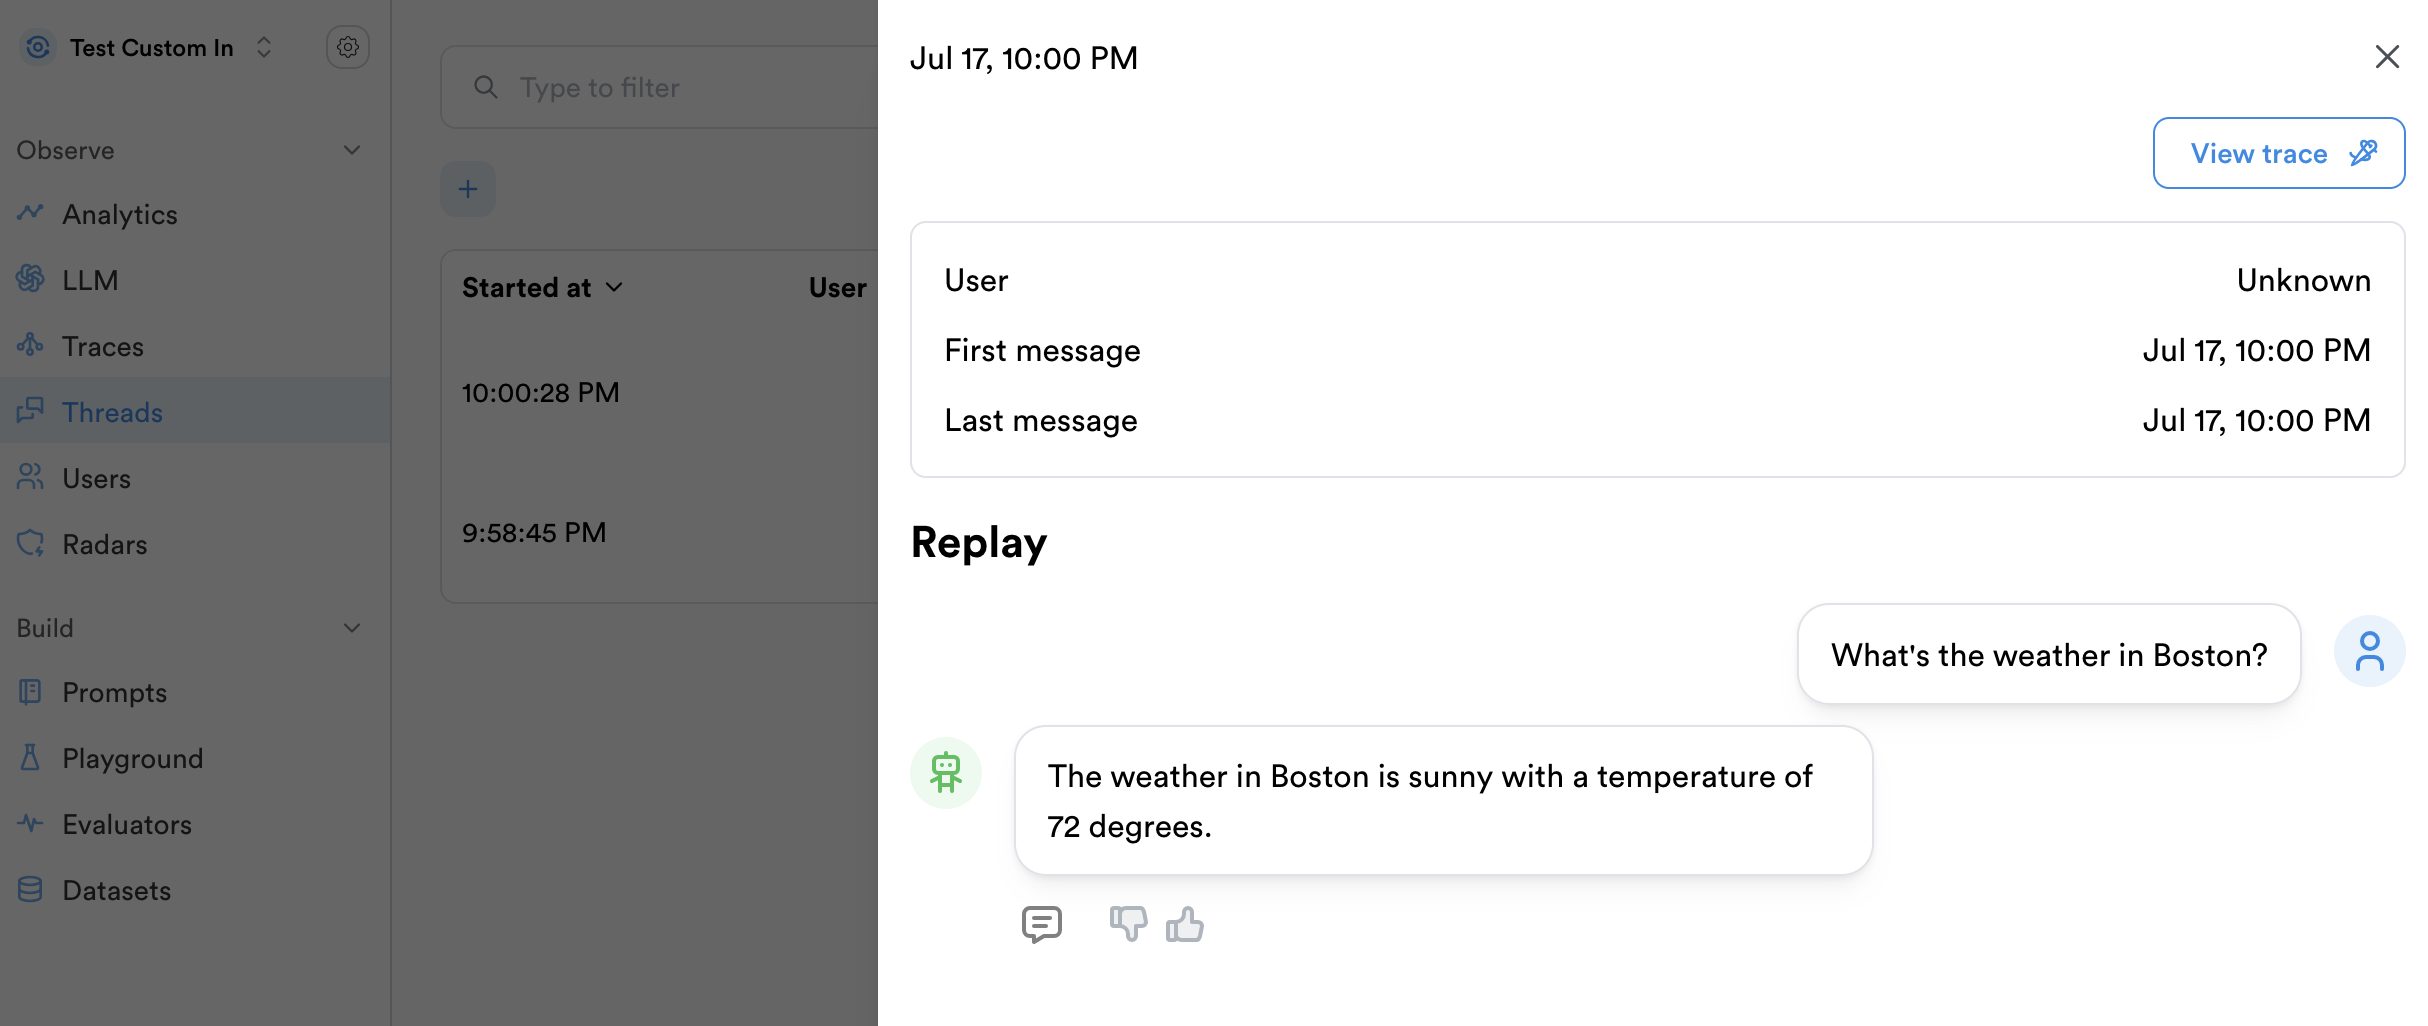 Test Custom In
Observe
Analytics
LLM
Traces
Threads
Users
Radars
Build
Prompts
Playground
Evaluators
Datasets
Type to filter
+
Started at
User
10:00:28 PM
9:58:45 PM
Jul 17, 10:00 PM
View trace
User
Unknown
First message
Jul 17, 10:00 PM
Last message
Jul 17, 10:00 PM
Replay
What's the weather in Boston?
The weather in Boston is sunny with a temperature of
72 degrees.